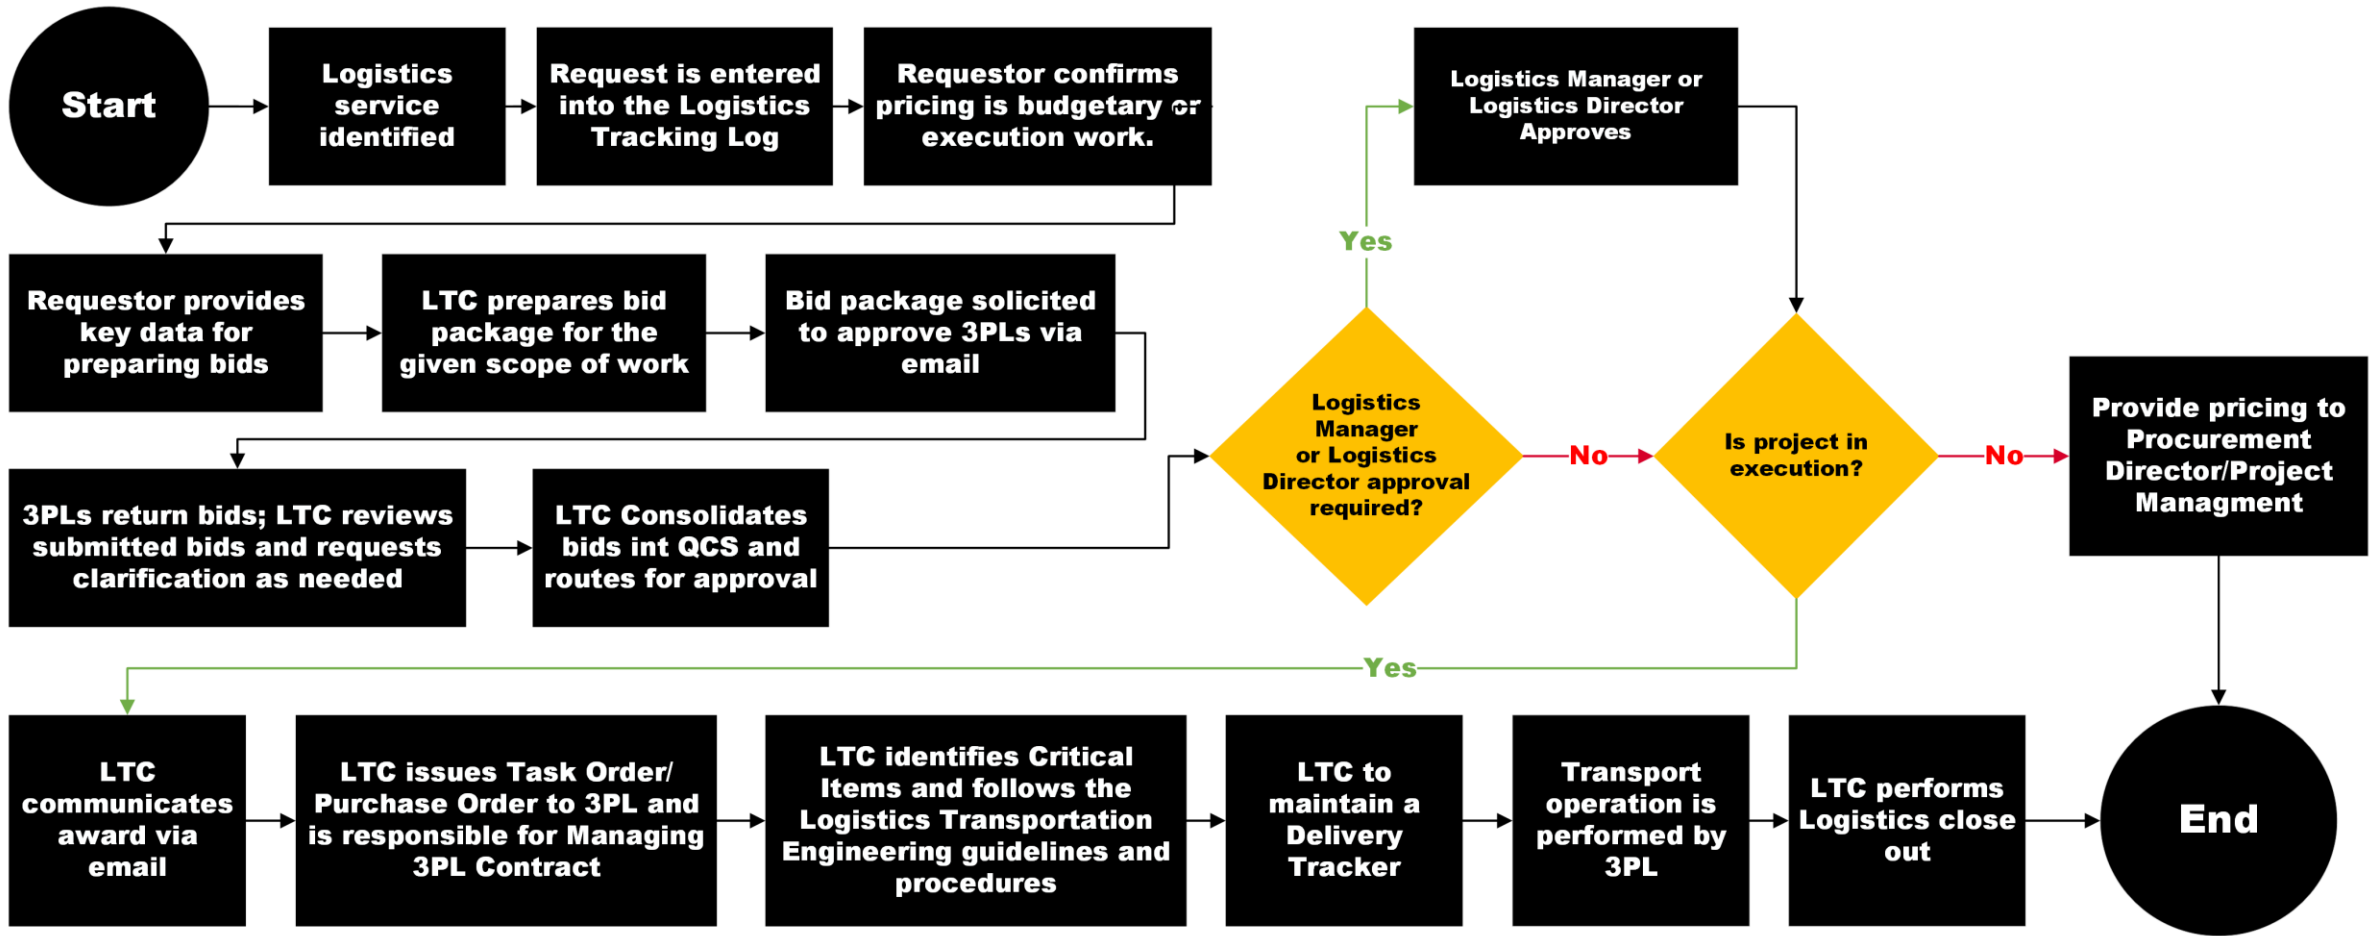 Start
Logistics
service
identified
Request is entered
into the Logistics
Tracking Log
Requestor confirms
pricing is budgetary or
execution work.
Logistics Manager or
Logistics Director
Approves
Yes
Requestor provides
key data for
preparing bids
LTC prepares bid
package for the
given scope of work
Bid package solicited
to approve 3PLs via
email
Logistics
Manager
or Logistics
Director approval
required?
No
Is project in
execution?
No
Provide pricing to
Procurement
Director/Project
Managment
3PLs return bids; LTC reviews
submitted bids and requests
clarification as needed
LTC Consolidates
bids int QCS and
routes for approval
Yes
LTC
communicates
award via
email
LTC issues Task Order/
Purchase Order to 3PL and
is responsible for Managing
3PL Contract
LTC identifies Critical
Items and follows the
Logistics Transportation
Engineering guidelines and
procedures
LTC to
maintain a
Delivery
Tracker
Transport
operation is
performed by
3PL
LTC performs
Logistics close
out
End